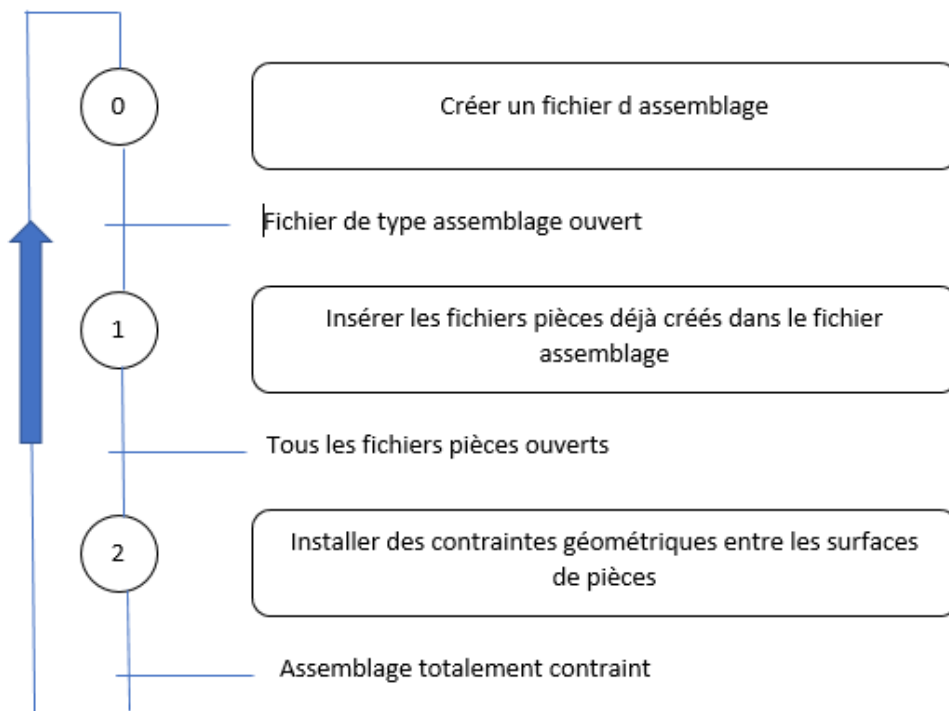 0
Créer un fichier d assemblage
Fichier de type assemblage ouvert
1
Insérer les fichiers pièces déjà créés dans le fichier
assemblage
Tous les fichiers pièces ouverts
2
Installer des contraintes géométriques entre les surfaces
de pièces
Assemblage totalement contraint